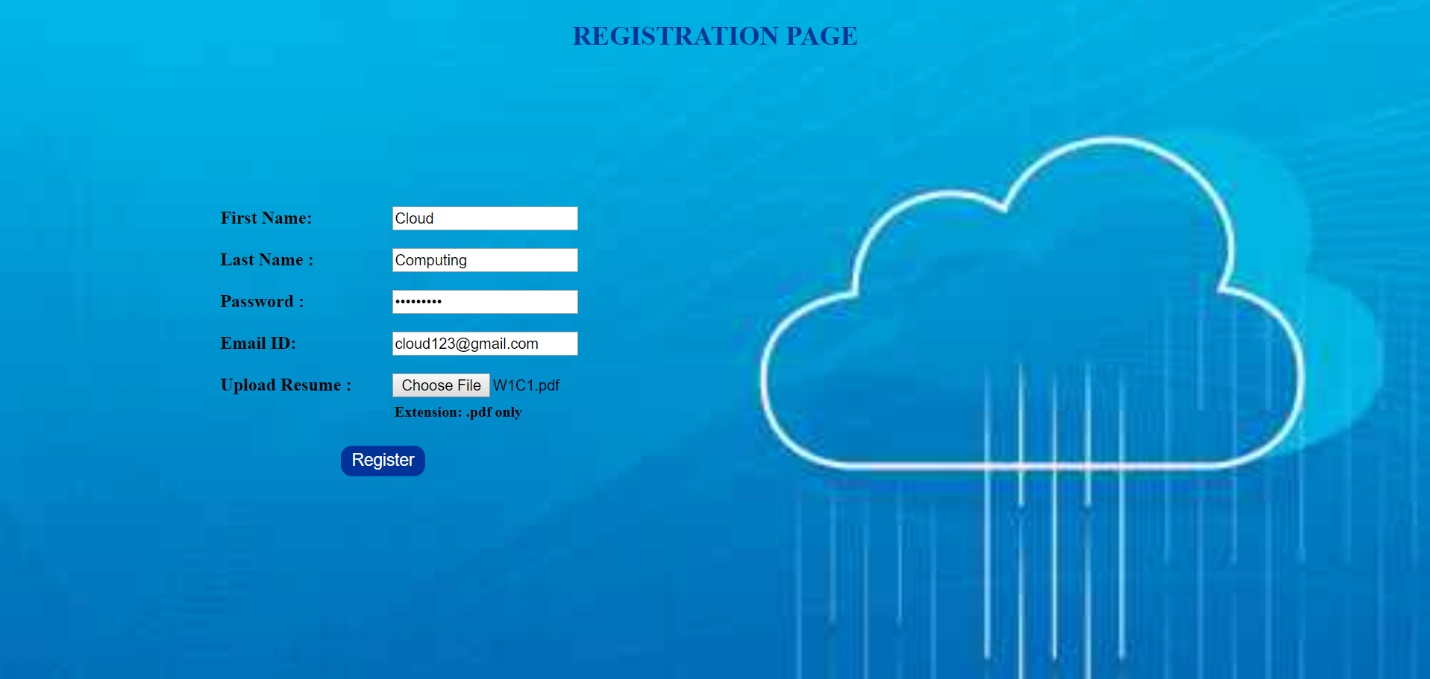 REGISTRATION PAGE
First Name: Cloud
Last Name : Computing
Password : •••••••••
Email ID: cloud123@gmail.com
Upload Resume : Choose File W1C1.pdf
Extension: .pdf only
Register